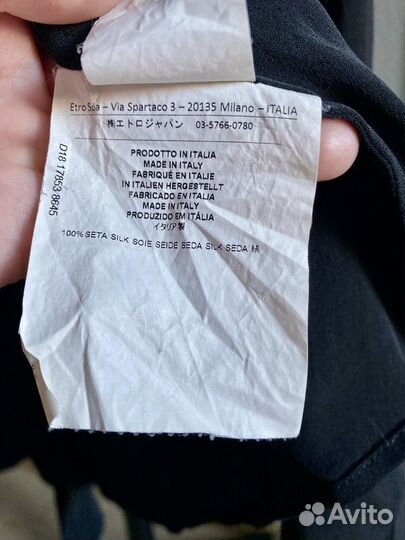 Etro Spa – Via Spartaco 3 – 20135 Milano – ITALIA
㈱エトロジャパン 03-5766-0780
PRODOTTO IN ITALIA
MADE IN ITALY
FABRIQUÉ EN ITALIE
IN ITALIEN HERGESTELLT
FABRICADO EN ITALIA
MADE IN ITALY
PRODUZIDO EM ITÁLIA
イタリア製
100% SETA SILK SOIE SEIDE SEDA SILK SEDA 絹
D18 17853 8645
Avito